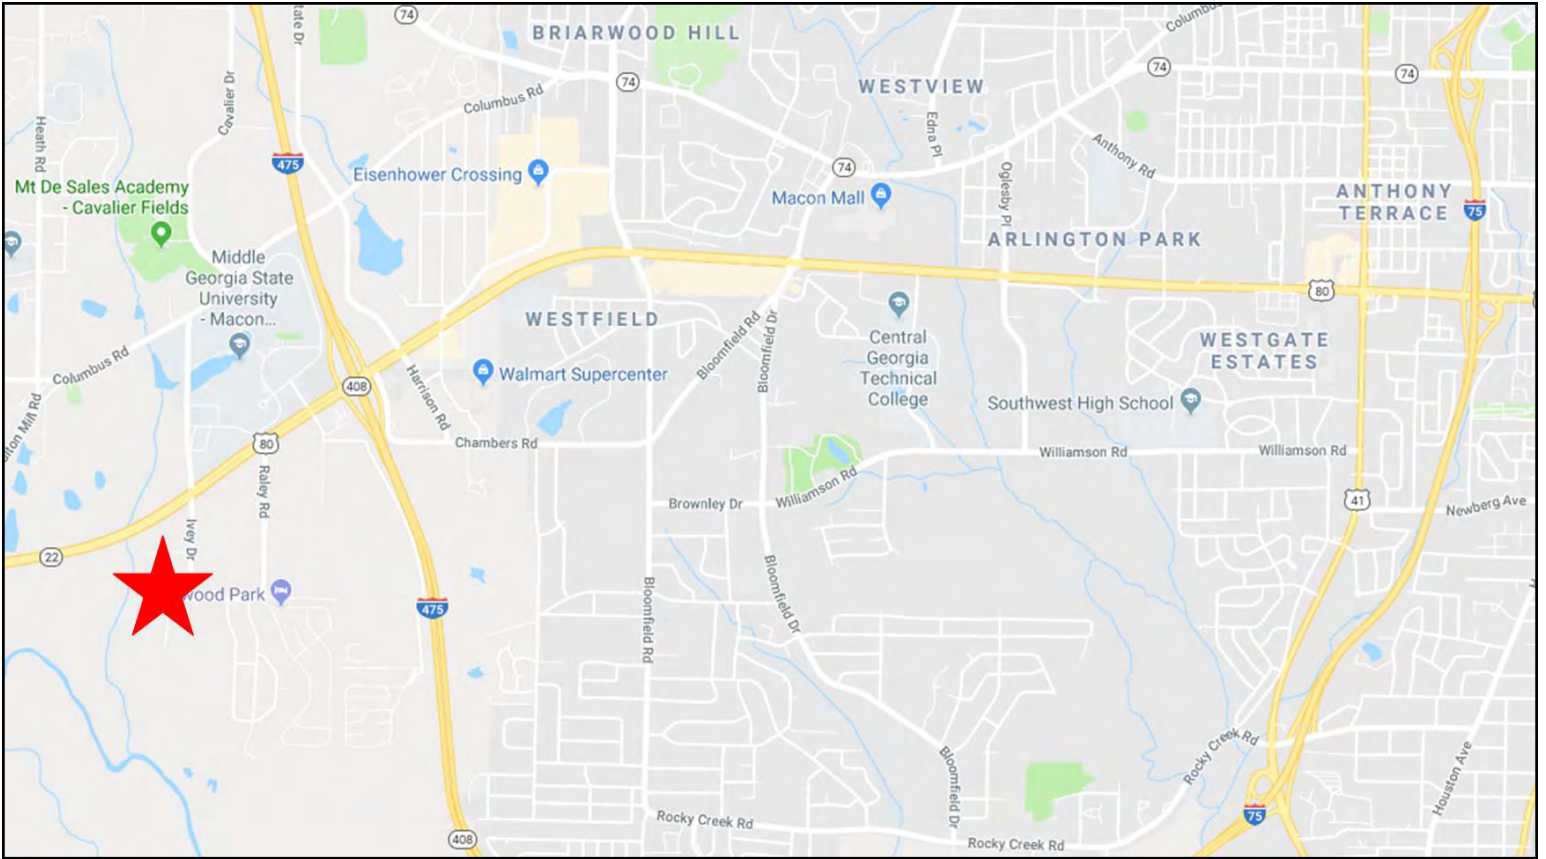 74
Columbus
BRIARWOOD HILL
74
74
74
WESTVIEW
Cavalier Dr
Columbus Rd
Edna Pl
Heath Rd
475
Anthony Rd
Eisenhower Crossing
74
Oglesby Pl
Mt De Sales Academy
- Cavalier Fields
Macon Mall
ANTHONY
TERRACE
75
ARLINGTON PARK
Middle
Georgia State
University
- Macon...
80
WESTFIELD
Bloomfield Rd
Bloomfield Dr
Central
Georgia
Technical
College
WESTGATE
ESTATES
Columbus Rd
408
Harrison Rd
Walmart Supercenter
Southwest High School
80
Chambers Rd
Williamson Rd
Williamson Rd
Raley Rd
Brownley Dr
Williamson Rd
41
Newberg Ave
Ivey Dr
22
wood Park
475
Bloomfield Rd
Bloomfield Dr
Rocky Creek Rd
Houston Ave
Bloomfield Dr
75
Rocky Creek Rd
408
Rocky Creek Rd